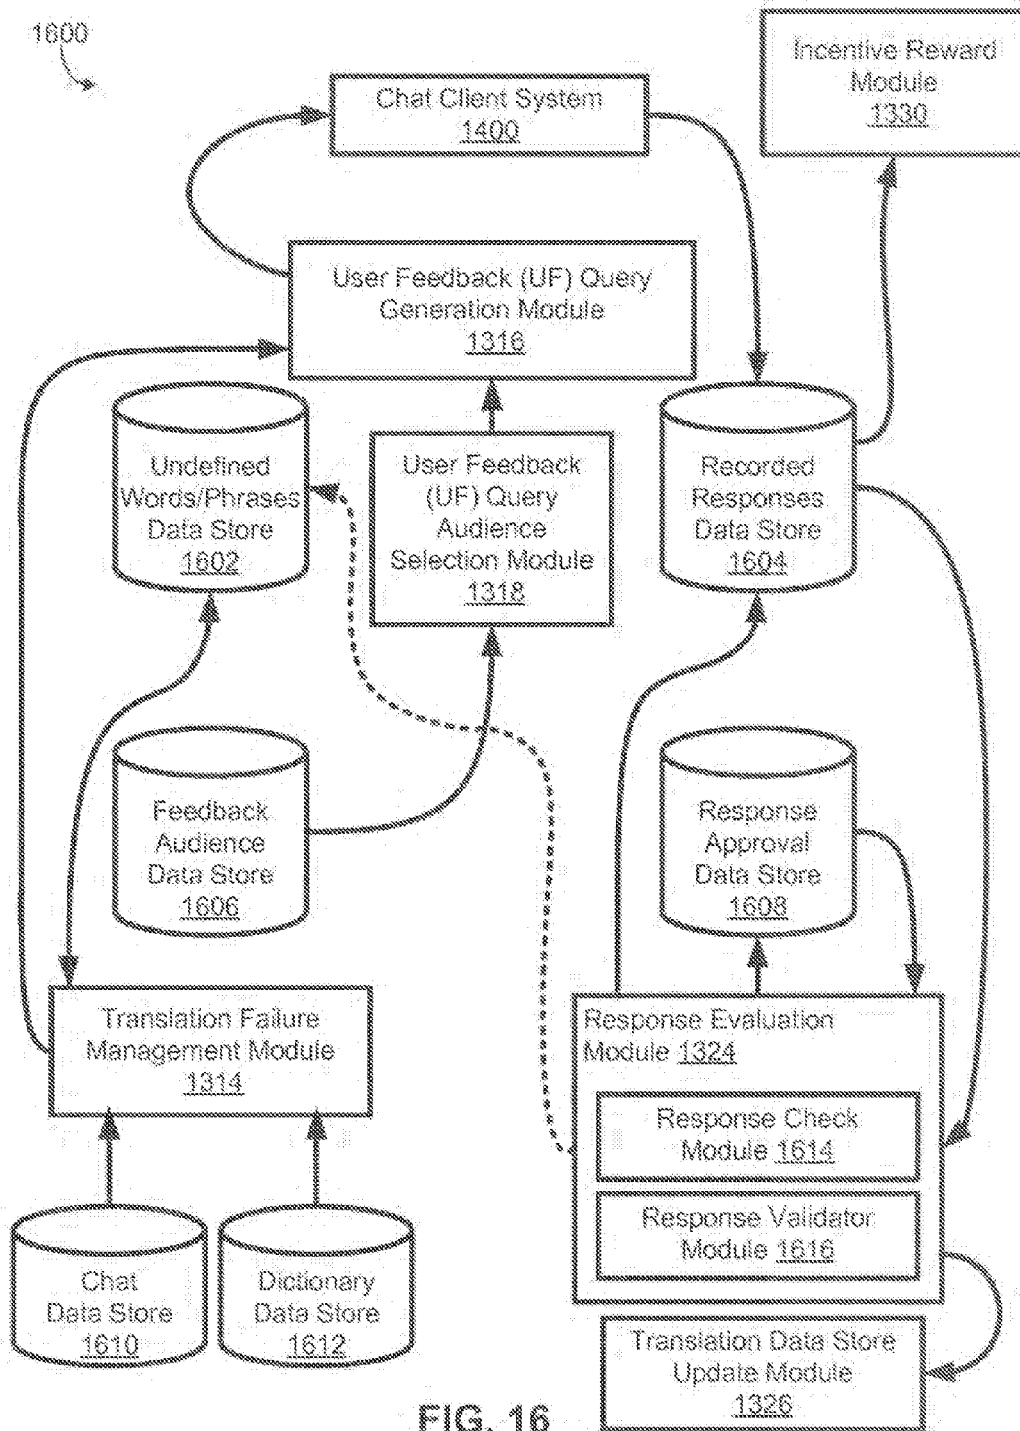 1600
Incentive Reward
Module
1330
Chat Client System
1400
User Feedback (UF) Query
Generation Module
1316
Undefined
Words/Phrases
Data Store
1602
User Feedback
(UF) Query
Audience
Selection Module
1318
Recorded
Responses
Data Store
1604
Feedback
Audience
Data Store
1606
Response
Approval
Data Store
1608
Translation Failure
Management Module
1314
Response Evaluation
Module 1324
Response Check
Module 1614
Response Validator
Module 1616
Chat
Data Store
1610
Dictionary
Data Store
1612
Translation Data Store
Update Module
1326
FIG. 16